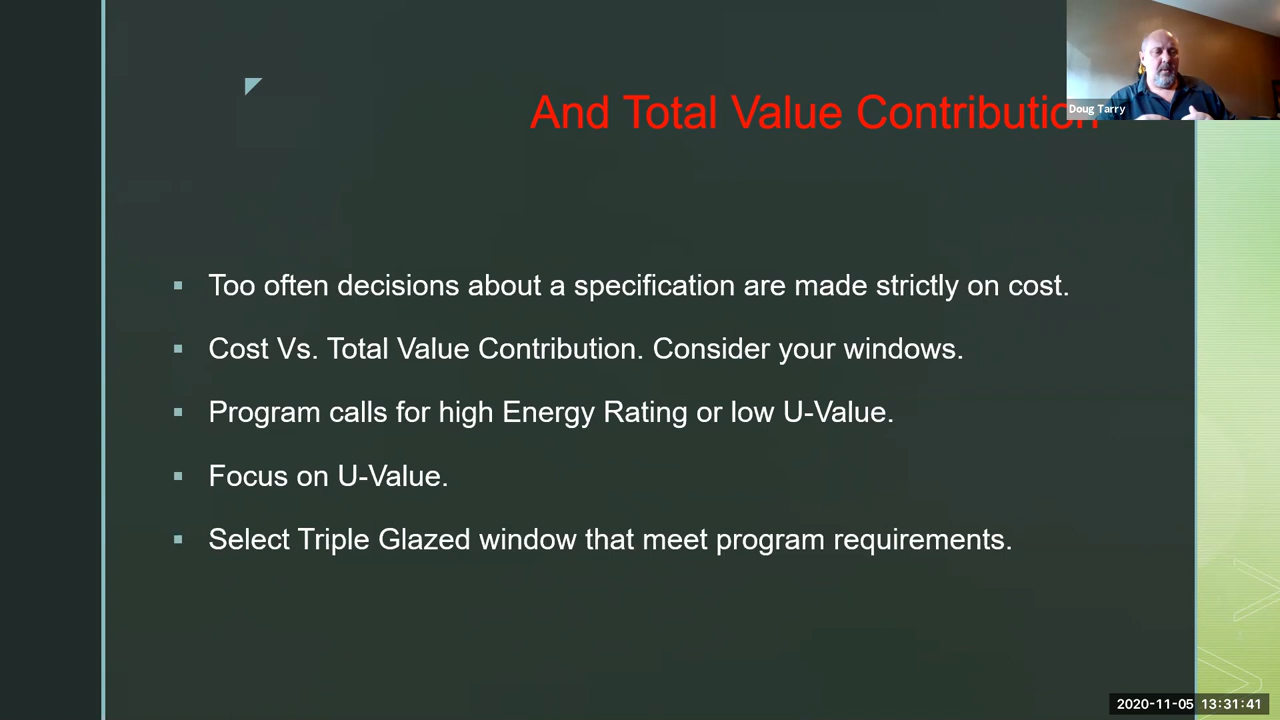 And Total Value Contribution
Doug Tarry
Too often decisions about a specification are made strictly on cost.
Cost Vs. Total Value Contribution. Consider your windows.
Program calls for high Energy Rating or low U-Value.
Focus on U-Value.
Select Triple Glazed window that meet program requirements.
2020-11-05 13:31:41